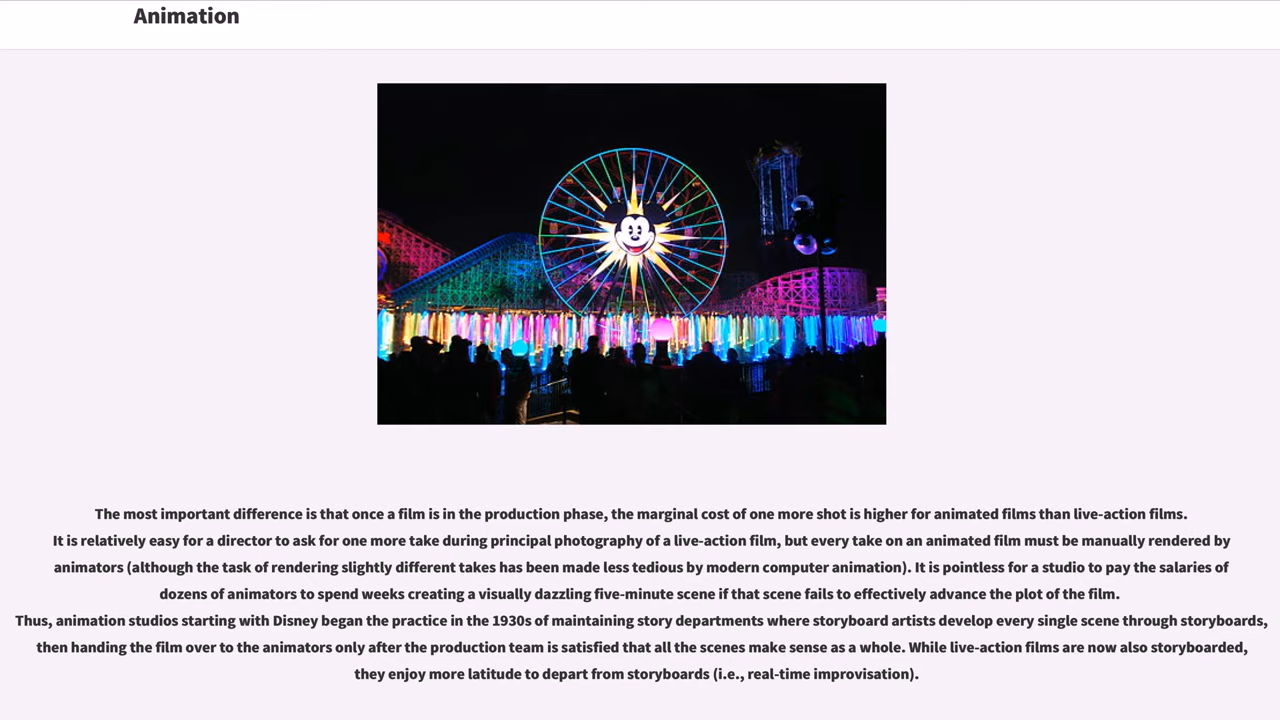 Animation
The most important difference is that once a film is in the production phase, the marginal cost of one more shot is higher for animated films than live-action films.
It is relatively easy for a director to ask for one more take during principal photography of a live-action film, but every take on an animated film must be manually rendered by
animators (although the task of rendering slightly different takes has been made less tedious by modern computer animation). It is pointless for a studio to pay the salaries of
dozens of animators to spend weeks creating a visually dazzling five-minute scene if that scene fails to effectively advance the plot of the film.
Thus, animation studios starting with Disney began the practice in the 1930s of maintaining story departments where storyboard artists develop every single scene through storyboards,
then handing the film over to the animators only after the production team is satisfied that all the scenes make sense as a whole. While live-action films are now also storyboarded,
they enjoy more latitude to depart from storyboards (i.e., real-time improvisation).